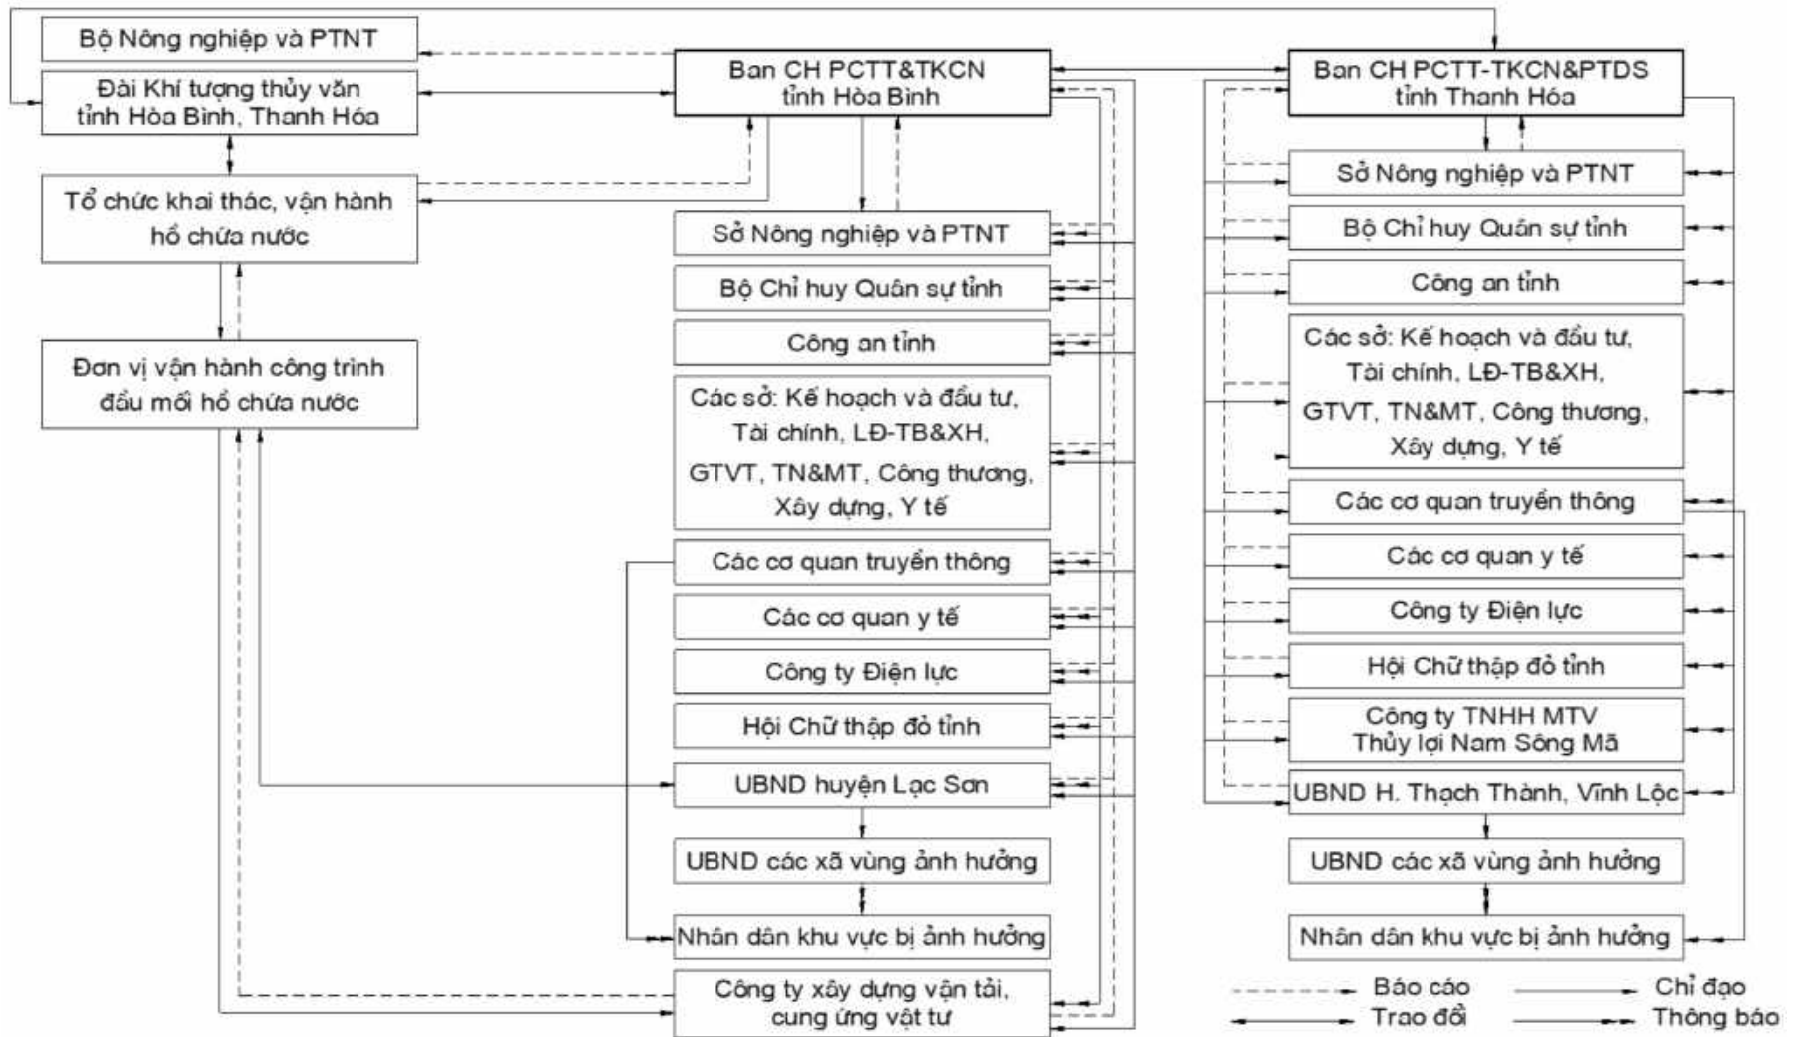 Bộ Nông nghiệp và PTNT
Đài Khí tượng thủy văn
tỉnh Hòa Bình, Thanh Hóa
Tổ chức khai thác, vận hành
hồ chứa nước
Đơn vị vận hành công trình
đầu mối hồ chứa nước
Ban CH PCTT&TKCN
tỉnh Hòa Bình
Sở Nông nghiệp và PTNT
Bộ Chỉ huy Quân sự tỉnh
Công an tỉnh
Các sở: Kế hoạch và đầu tư,
Tài chính, LĐ-TB&XH,
GTVT, TN&MT, Công thương,
Xây dựng, Y tế
Các cơ quan truyền thông
Các cơ quan y tế
Công ty Điện lực
Hội Chữ thập đỏ tỉnh
UBND huyện Lạc Sơn
UBND các xã vùng ảnh hưởng
Nhân dân khu vực bị ảnh hưởng
Công ty xây dựng vận tải,
cung ứng vật tư
Ban CH PCTT-TKCN&PTDS
tỉnh Thanh Hóa
Sở Nông nghiệp và PTNT
Bộ Chỉ huy Quân sự tỉnh
Công an tỉnh
Các sở: Kế hoạch và đầu tư,
Tài chính, LĐ-TB&XH,
GTVT, TN&MT, Công thương,
Xây dựng, Y tế
Các cơ quan truyền thông
Các cơ quan y tế
Công ty Điện lực
Hội Chữ thập đỏ tỉnh
Công ty TNHH MTV
Thủy lợi Nam Sông Mã
UBND H. Thạch Thành, Vĩnh Lộc
UBND các xã vùng ảnh hưởng
Nhân dân khu vực bị ảnh hưởng
Báo cáo
Chỉ đạo
Trao đổi
Thông báo